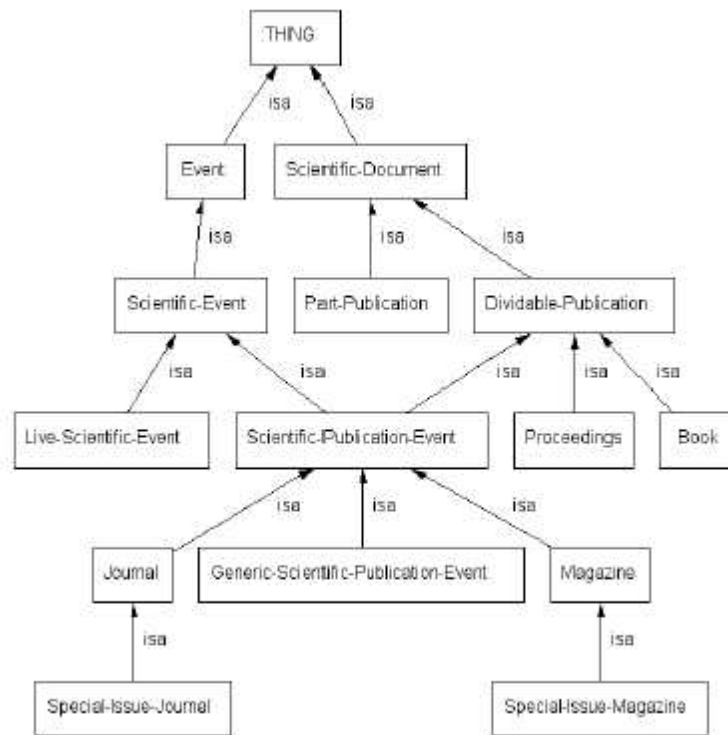 :THING
isa
isa
Event
Scientific-Document
isa
isa
isa
Scientific-Event
Part-Publication
Dividable-Publication
isa
isa
isa
isa
isa
Live-Scientific-Event
Scientific-IPublication-Event
Proceedings
Book
isa
isa
isa
Journal
Generic-Scientific-Publication-Event
Magazine
isa
isa
Special-Issue-Journal
Special-Issue-Magazine